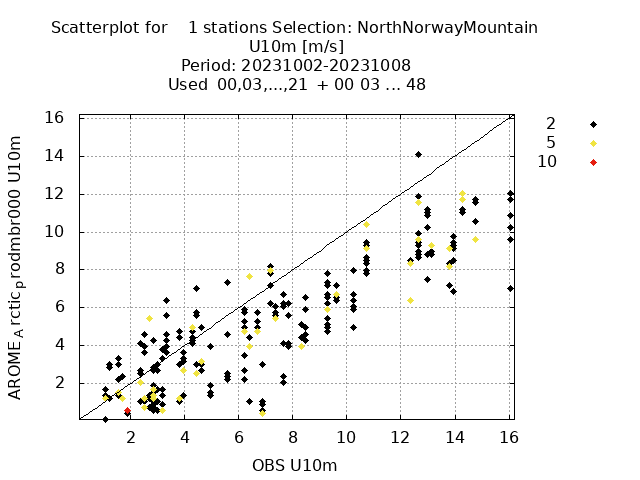 Scatterplot for 1 stations Selection: NorthNorwayMountain
U10m [m/s]
Period: 20231002-20231008
Used 00,03,...,21 + 00 03 ... 48
16
14
12
10
8
6
4
2
AROME_Arctic_prodmbr000 U10m
2
5
10
2 4 6 8 10 12 14 16
OBS U10m